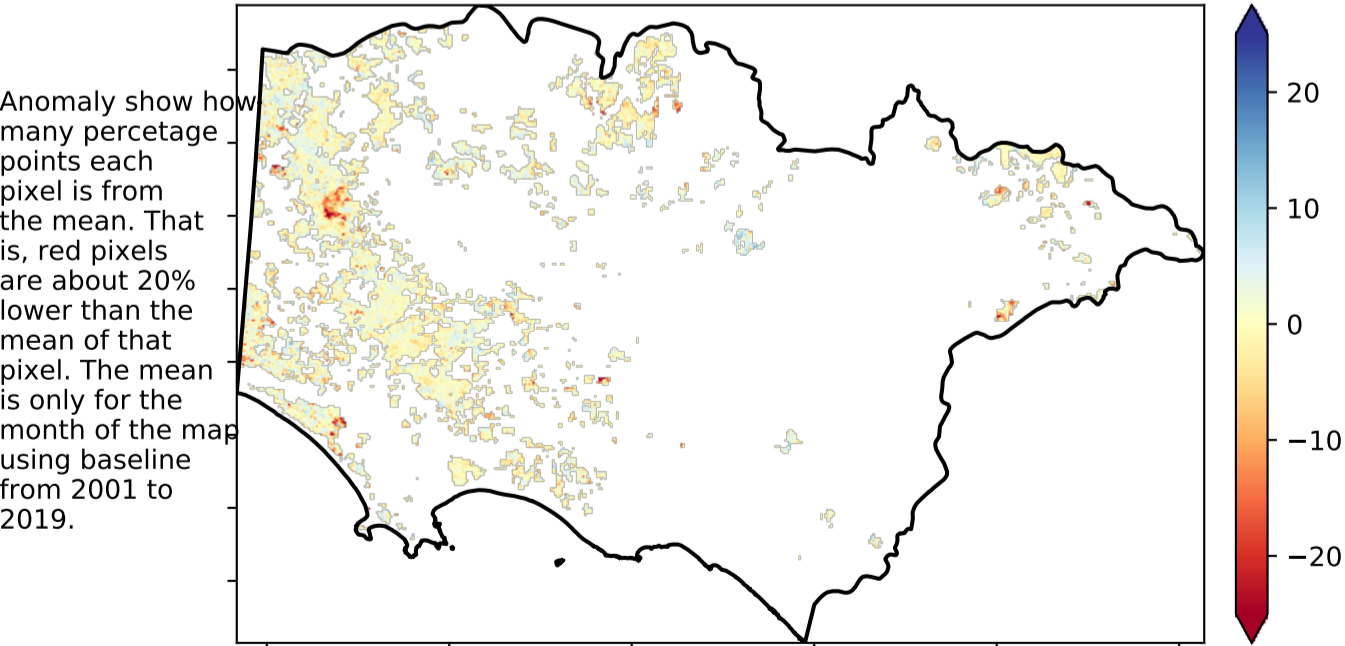 Anomaly show how
many percetage
points each
pixel is from
the mean. That
is, red pixels
are about 20%
lower than the
mean of that
pixel. The mean
is only for the
month of the map
using baseline
from 2001 to
2019.
20
10
0
−10
−20